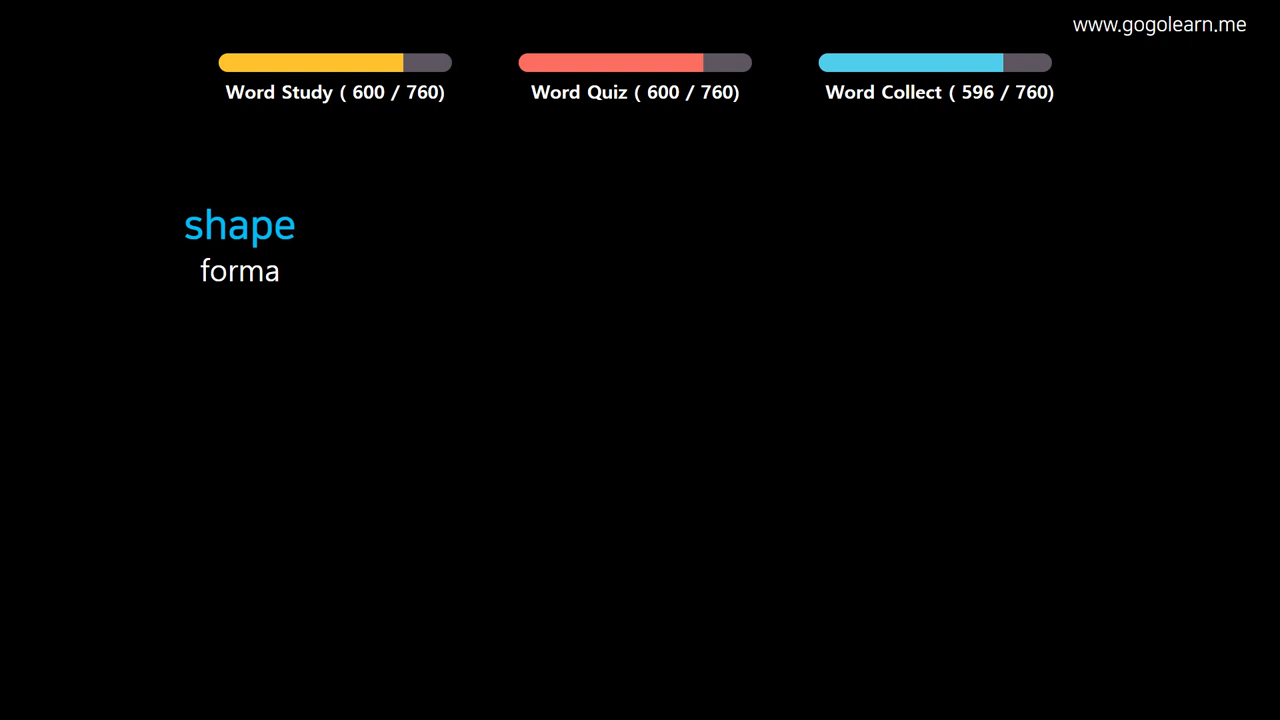 www.gogolearn.me
Word Study ( 600 / 760)
Word Quiz ( 600 / 760)
Word Collect ( 596 / 760)
shape
forma